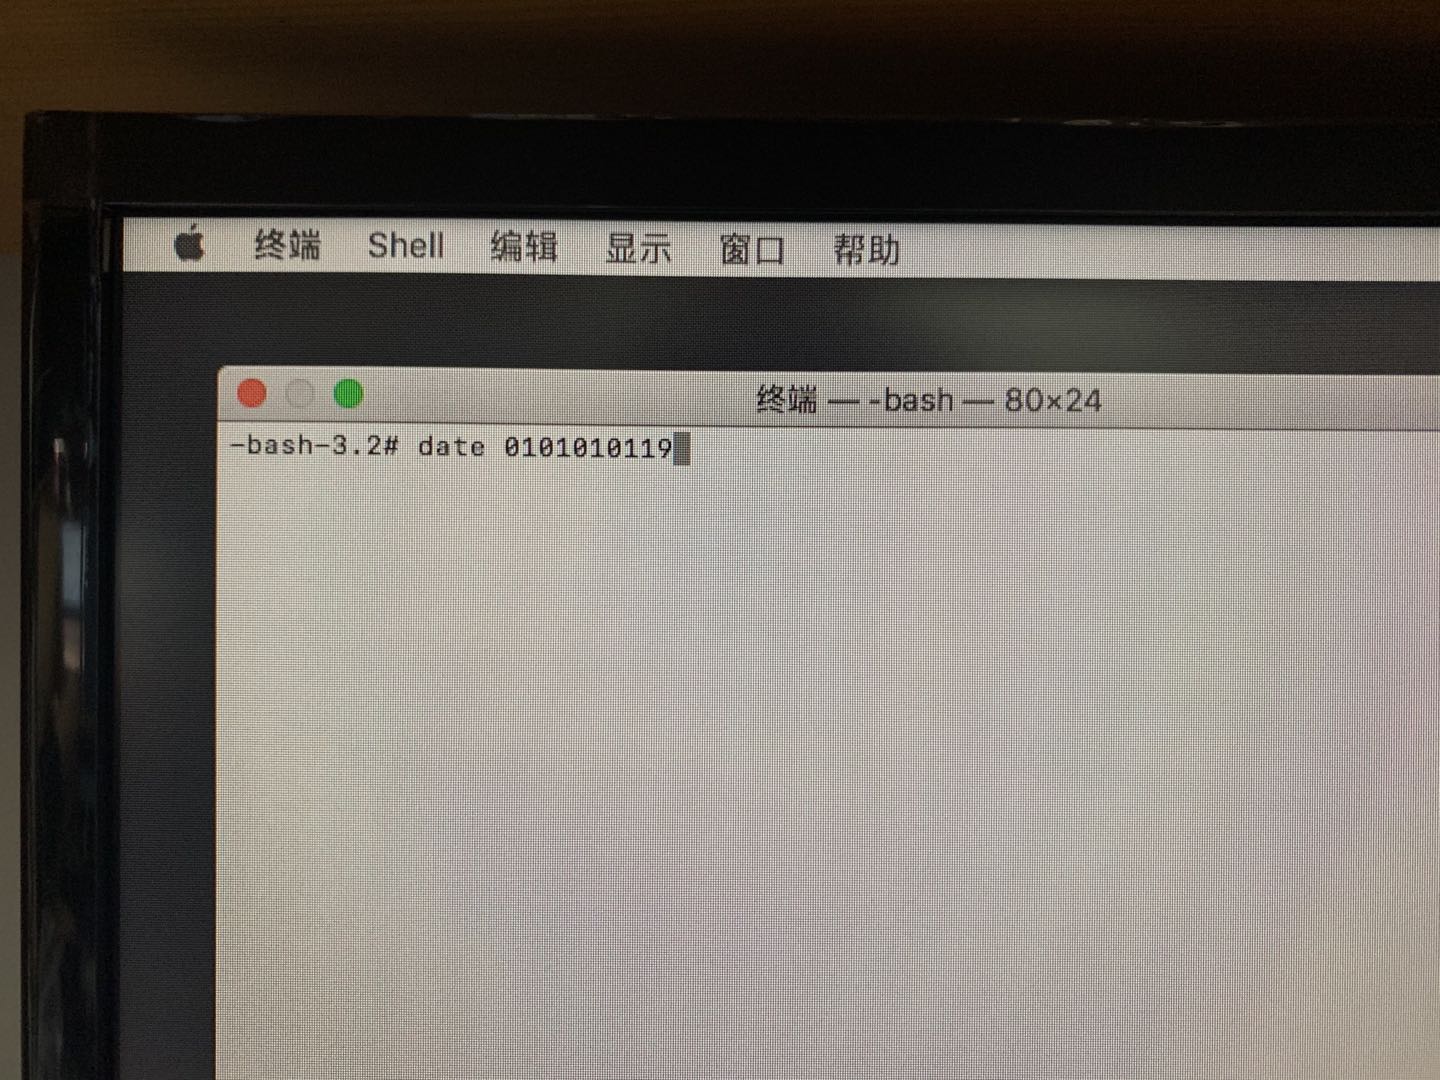 终端 Shell 编辑 显示 窗口 帮助
终端 — -bash — 80×24
-bash-3.2# date 0101010119